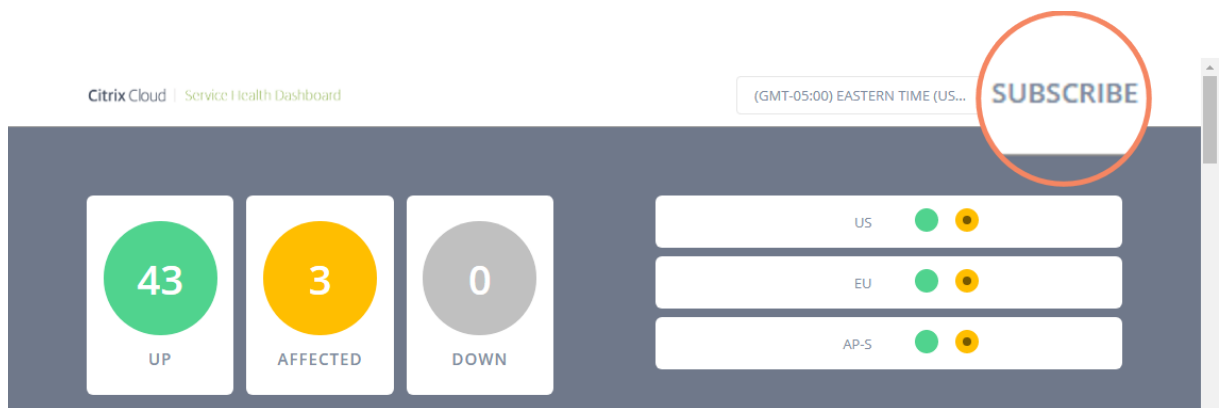 Citrix Cloud | Service Health Dashboard
(GMT-05:00) EASTERN TIME (US...
SUBSCRIBE
43
UP
3
AFFECTED
0
DOWN
US
EU
AP-S